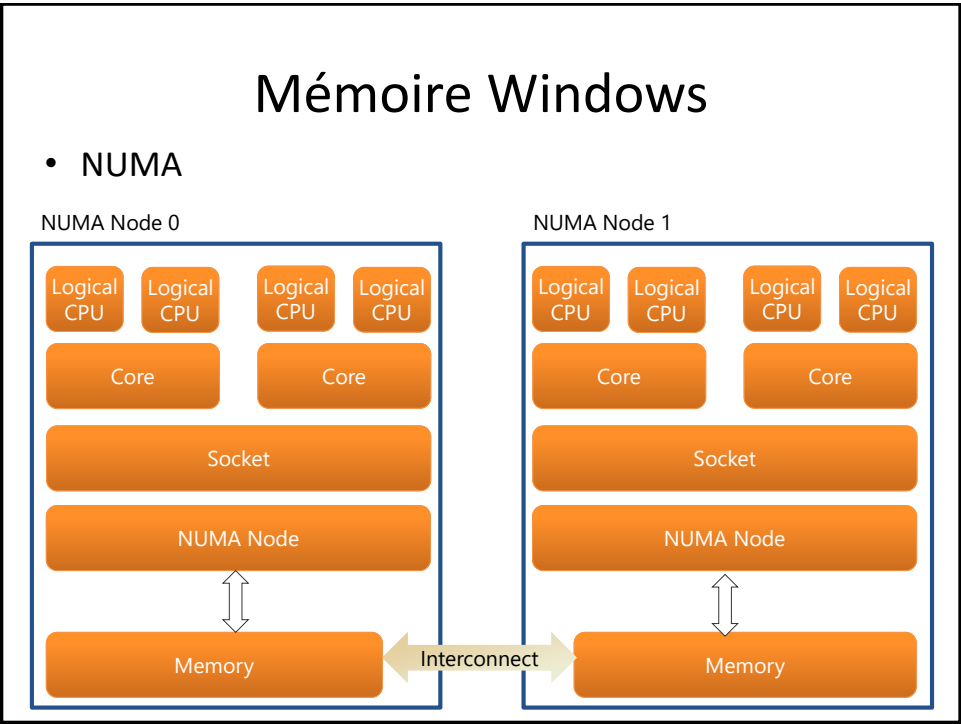 Mémoire Windows
• NUMA
NUMA Node 0
NUMA Node 1
Logical CPU
Logical CPU
Logical CPU
Logical CPU
Core
Core
Socket
NUMA Node
Memory
Interconnect
Logical CPU
Logical CPU
Logical CPU
Logical CPU
Core
Core
Socket
NUMA Node
Memory